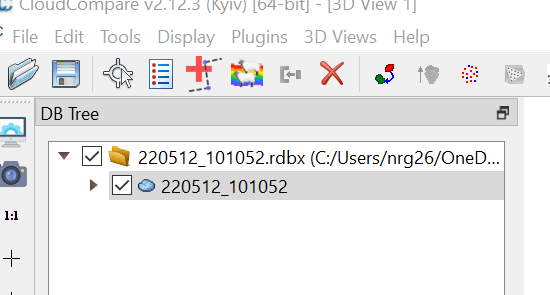 CloudCompare v2.12.3 (Kyiv) [64-bit] - [3D View 1]
File Edit Tools Display Plugins 3D Views Help
DB Tree
220512_101052.rdbx (C:/Users/nrg26/OneD...
220512_101052
1:1